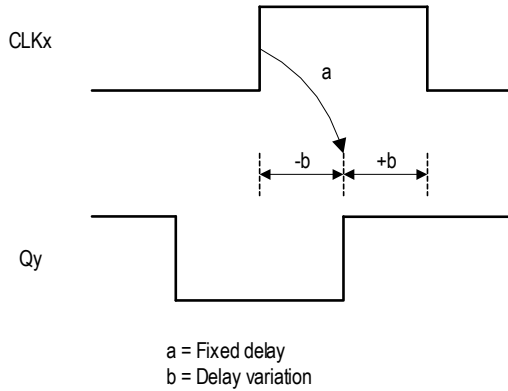 CLKx
a
-b
+b
Qy
a = Fixed delay
b = Delay variation